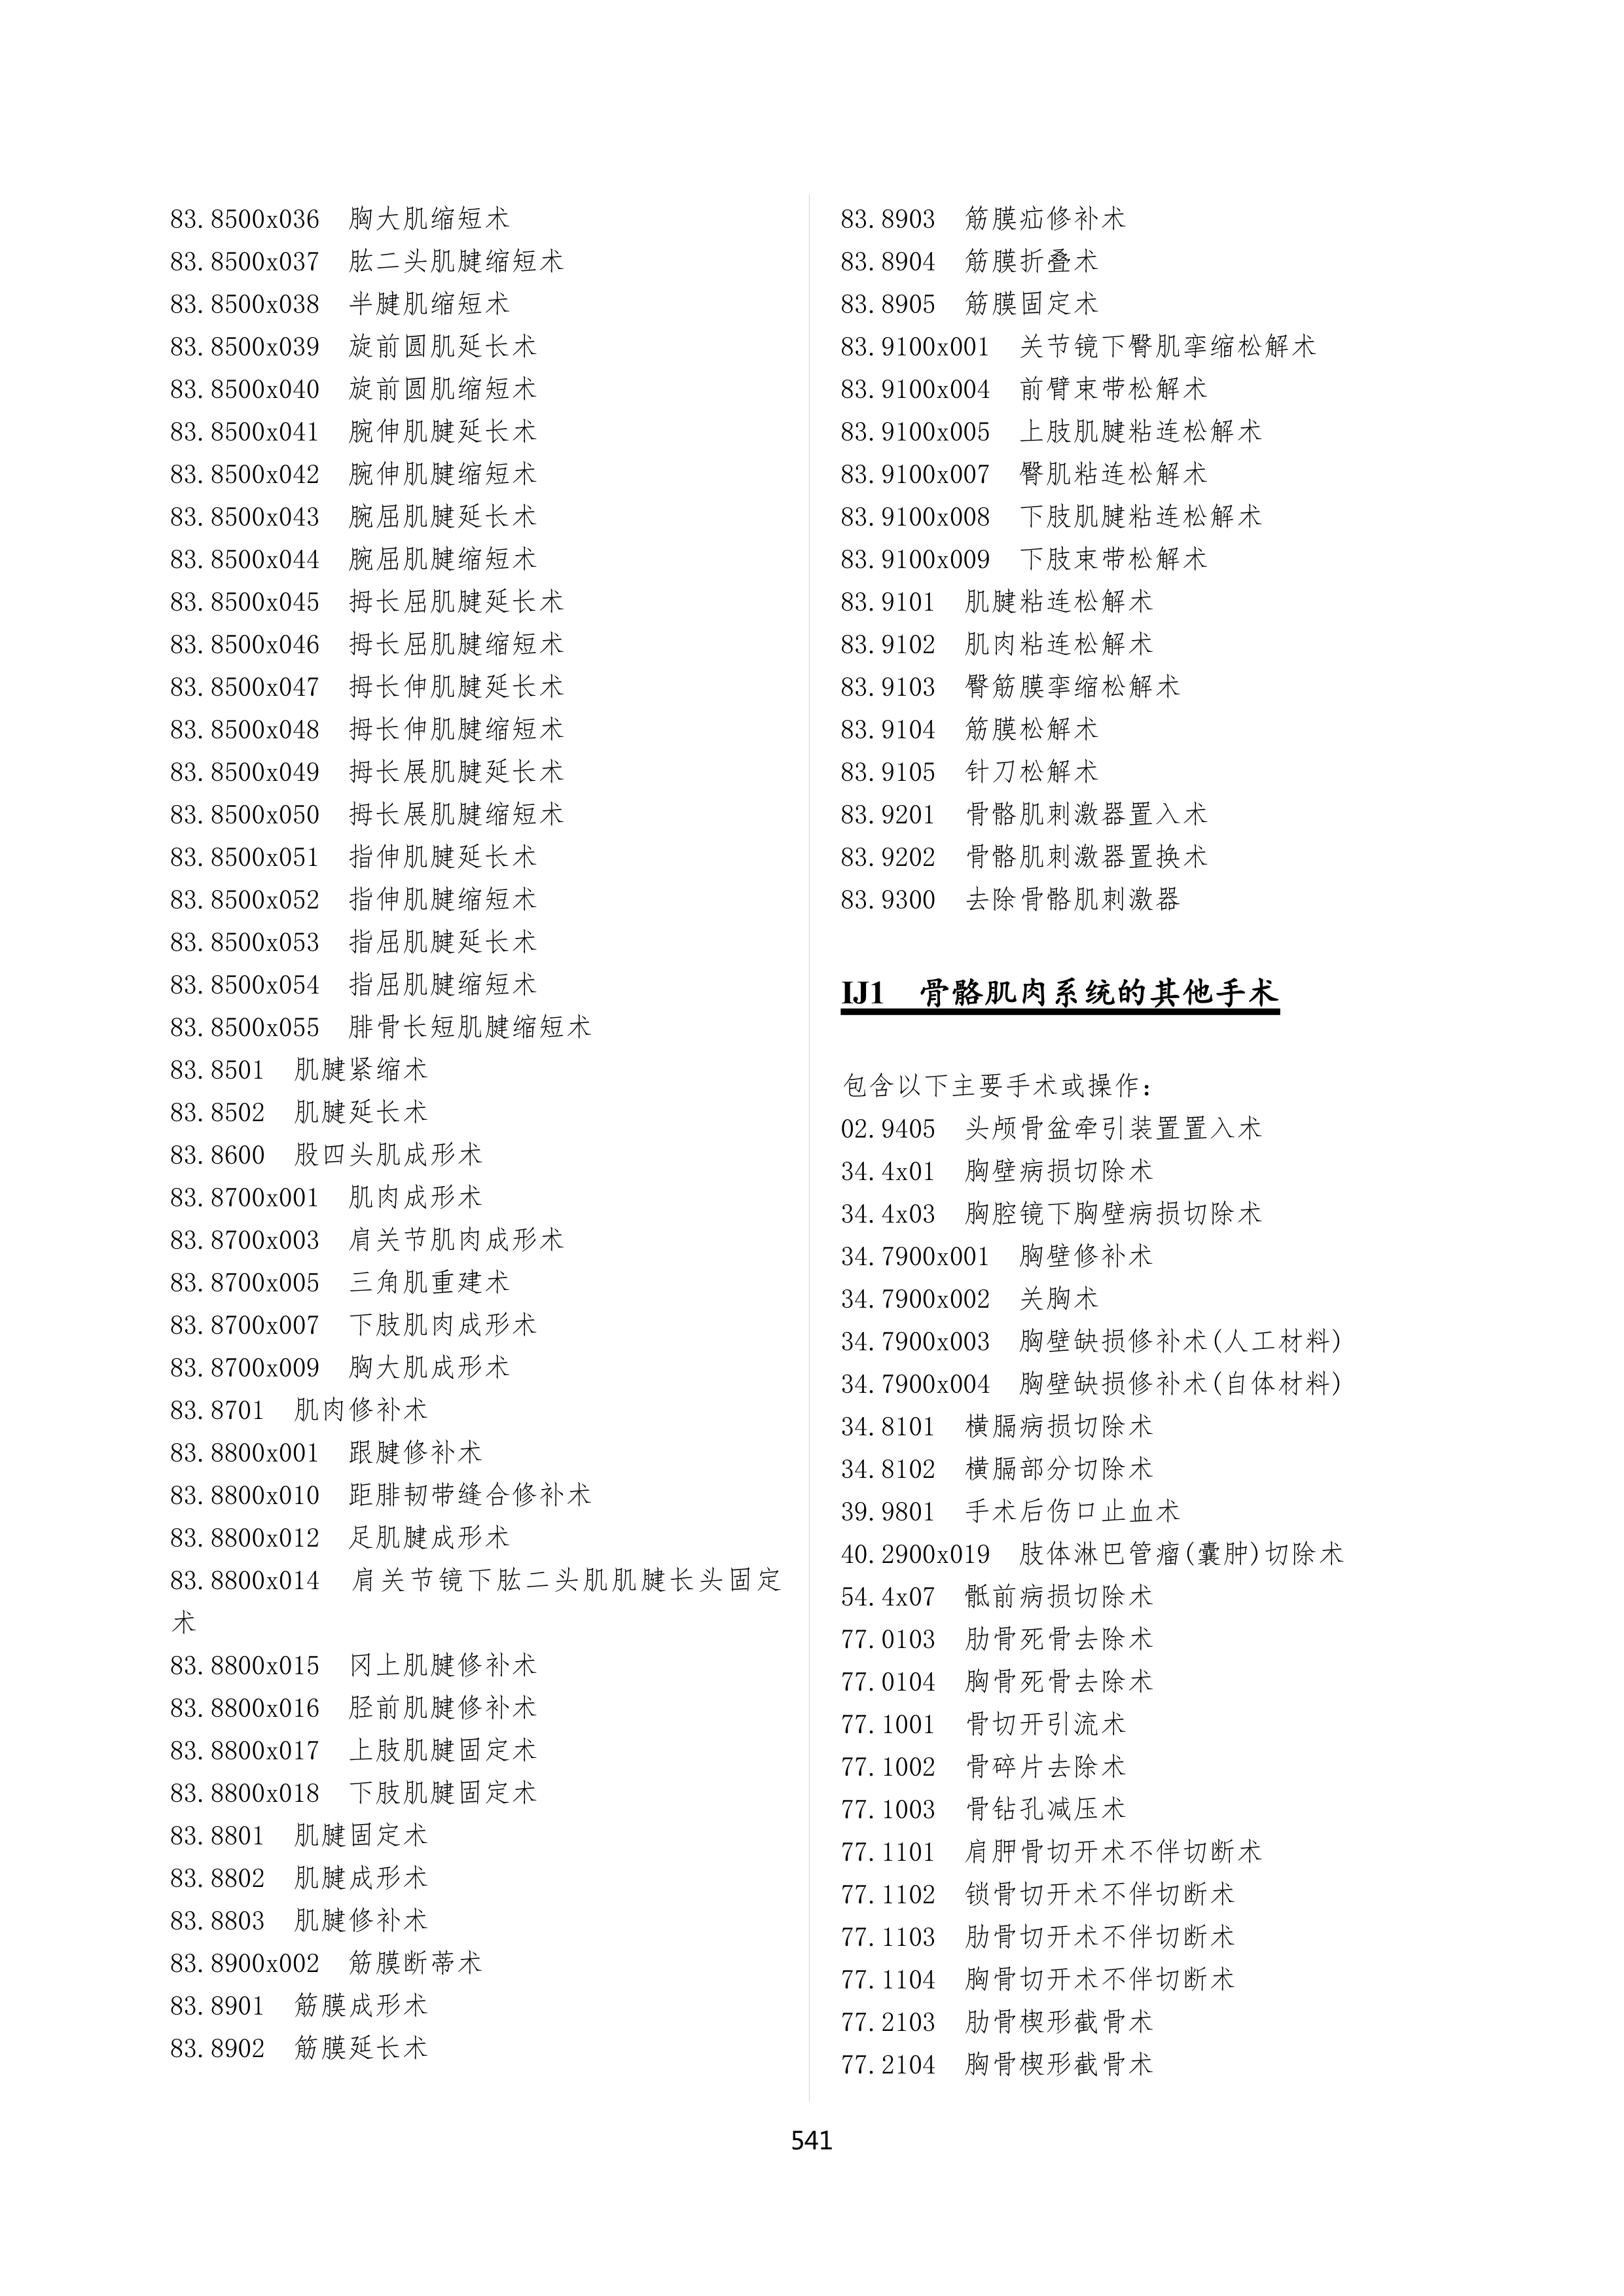 83.8500x036 胸大肌缩短术
83.8500x037 肱二头肌腱缩短术
83.8500x038 半腱肌缩短术
83.8500x039 旋前圆肌延长术
83.8500x040 旋前圆肌缩短术
83.8500x041 腕伸肌腱延长术
83.8500x042 腕伸肌腱缩短术
83.8500x043 腕屈肌腱延长术
83.8500x044 腕屈肌腱缩短术
83.8500x045 拇长屈肌腱延长术
83.8500x046 拇长屈肌腱缩短术
83.8500x047 拇长伸肌腱延长术
83.8500x048 拇长伸肌腱缩短术
83.8500x049 拇长展肌腱延长术
83.8500x050 拇长展肌腱缩短术
83.8500x051 指伸肌腱延长术
83.8500x052 指伸肌腱缩短术
83.8500x053 指屈肌腱延长术
83.8500x054 指屈肌腱缩短术
83.8500x055 腓骨长短肌腱缩短术
83.8501 肌腱紧缩术
83.8502 肌腱延长术
83.8600 股四头肌成形术
83.8700x001 肌肉成形术
83.8700x003 肩关节肌肉成形术
83.8700x005 三角肌重建术
83.8700x007 下肢肌肉成形术
83.8700x009 胸大肌成形术
83.8701 肌肉修补术
83.8800x001 跟腱修补术
83.8800x010 距腓韧带缝合修补术
83.8800x012 足肌腱成形术
83.8800x014 肩关节镜下肱二头肌肌腱长头固定
术
83.8800x015 冈上肌腱修补术
83.8800x016 胫前肌腱修补术
83.8800x017 上肢肌腱固定术
83.8800x018 下肢肌腱固定术
83.8801 肌腱固定术
83.8802 肌腱成形术
83.8803 肌腱修补术
83.8900x002 筋膜断蒂术
83.8901 筋膜成形术
83.8902 筋膜延长术
83.8903 筋膜疝修补术
83.8904 筋膜折叠术
83.8905 筋膜固定术
83.9100x001 关节镜下臀肌挛缩松解术
83.9100x004 前臂束带松解术
83.9100x005 上肢肌腱粘连松解术
83.9100x007 臀肌粘连松解术
83.9100x008 下肢肌腱粘连松解术
83.9100x009 下肢束带松解术
83.9101 肌腱粘连松解术
83.9102 肌肉粘连松解术
83.9103 臀筋膜挛缩松解术
83.9104 筋膜松解术
83.9105 针刀松解术
83.9201 骨骼肌刺激器置入术
83.9202 骨骼肌刺激器置换术
83.9300 去除骨骼肌刺激器
IJ1 骨骼肌肉系统的其他手术
包含以下主要手术或操作:
02.9405 头颅骨盆牵引装置置入术
34.4x01 胸壁病损切除术
34.4x03 胸腔镜下胸壁病损切除术
34.7900x001 胸壁修补术
34.7900x002 关胸术
34.7900x003 胸壁缺损修补术(人工材料)
34.7900x004 胸壁缺损修补术(自体材料)
34.8101 横膈病损切除术
34.8102 横膈部分切除术
39.9801 手术后伤口止血术
40.2900x019 肢体淋巴管瘤(囊肿)切除术
54.4x07 骶前病损切除术
77.0103 肋骨死骨去除术
77.0104 胸骨死骨去除术
77.1001 骨切开引流术
77.1002 骨碎片去除术
77.1003 骨钻孔减压术
77.1101 肩胛骨切开术不伴切断术
77.1102 锁骨切开术不伴切断术
77.1103 肋骨切开术不伴切断术
77.1104 胸骨切开术不伴切断术
77.2103 肋骨楔形截骨术
77.2104 胸骨楔形截骨术
541